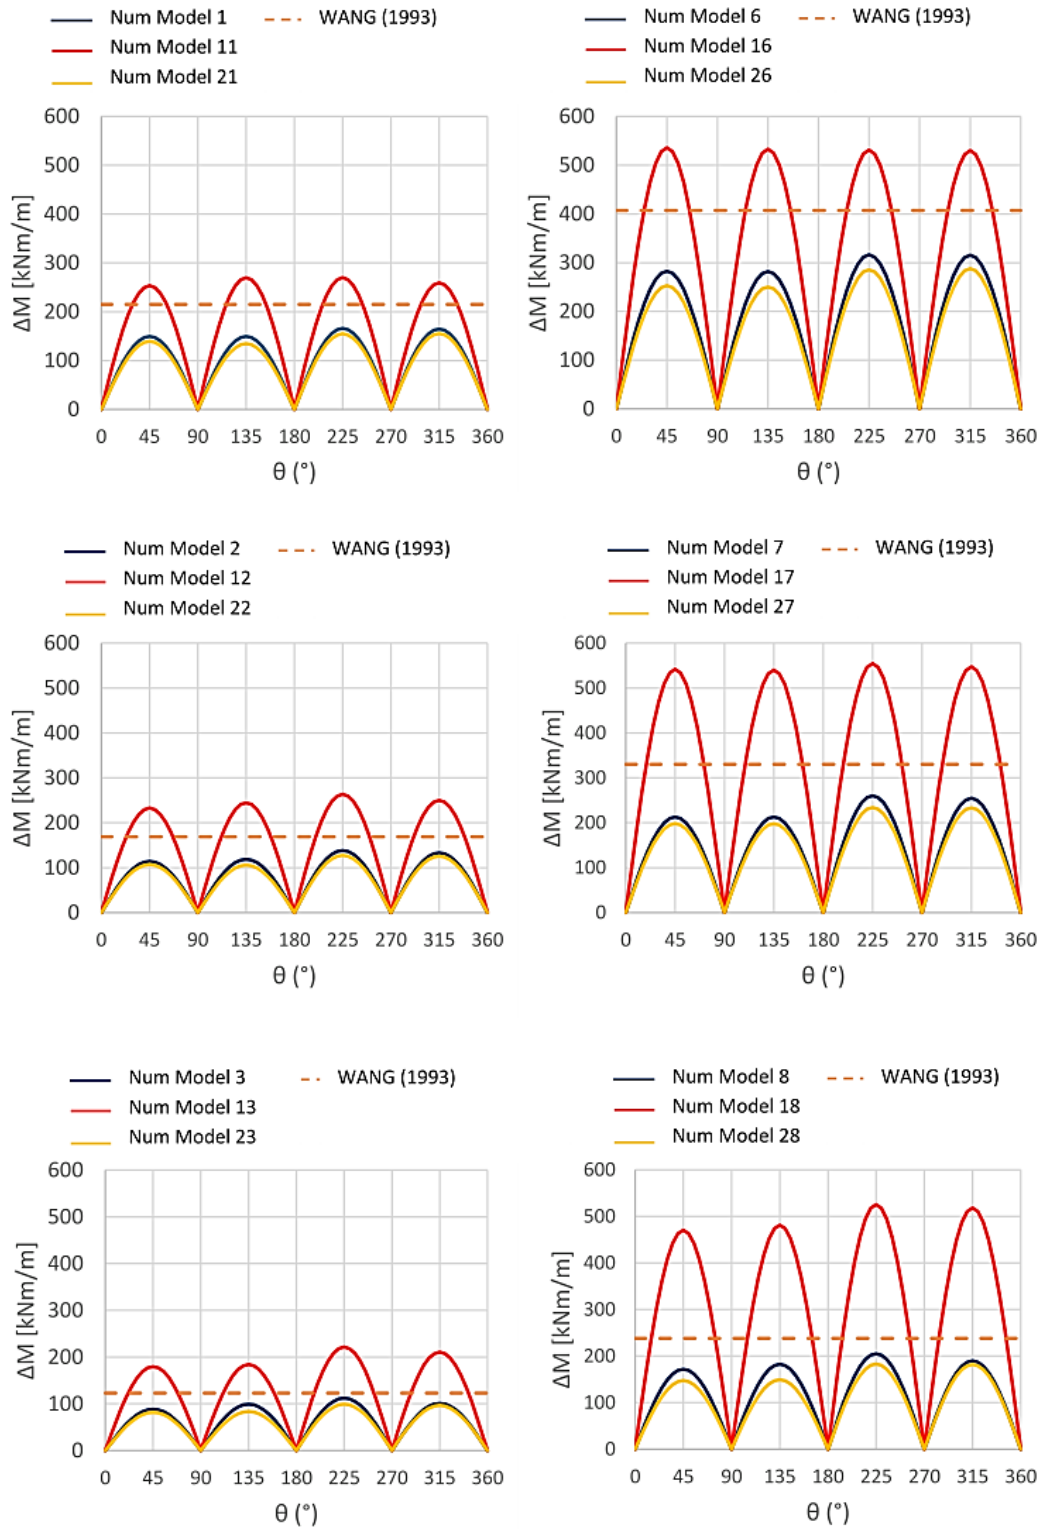 Num Model 1 WANG (1993)
Num Model 11
Num Model 21
600
500
400
300
200
100
0
ΔM [kNm/m]
0 45 90 135 180 225 270 315 360
θ (°)
Num Model 6 WANG (1993)
Num Model 16
Num Model 26
600
500
400
300
200
100
0
ΔM [kNm/m]
0 45 90 135 180 225 270 315 360
θ (°)
Num Model 2 WANG (1993)
Num Model 12
Num Model 22
600
500
400
300
200
100
0
ΔM [kNm/m]
0 45 90 135 180 225 270 315 360
θ (°)
Num Model 7 WANG (1993)
Num Model 17
Num Model 27
600
500
400
300
200
100
0
ΔM [kNm/m]
0 45 90 135 180 225 270 315 360
θ (°)
Num Model 3 WANG (1993)
Num Model 13
Num Model 23
600
500
400
300
200
100
0
ΔM [kNm/m]
0 45 90 135 180 225 270 315 360
θ (°)
Num Model 8 WANG (1993)
Num Model 18
Num Model 28
600
500
400
300
200
100
0
ΔM [kNm/m]
0 45 90 135 180 225 270 315 360
θ (°)